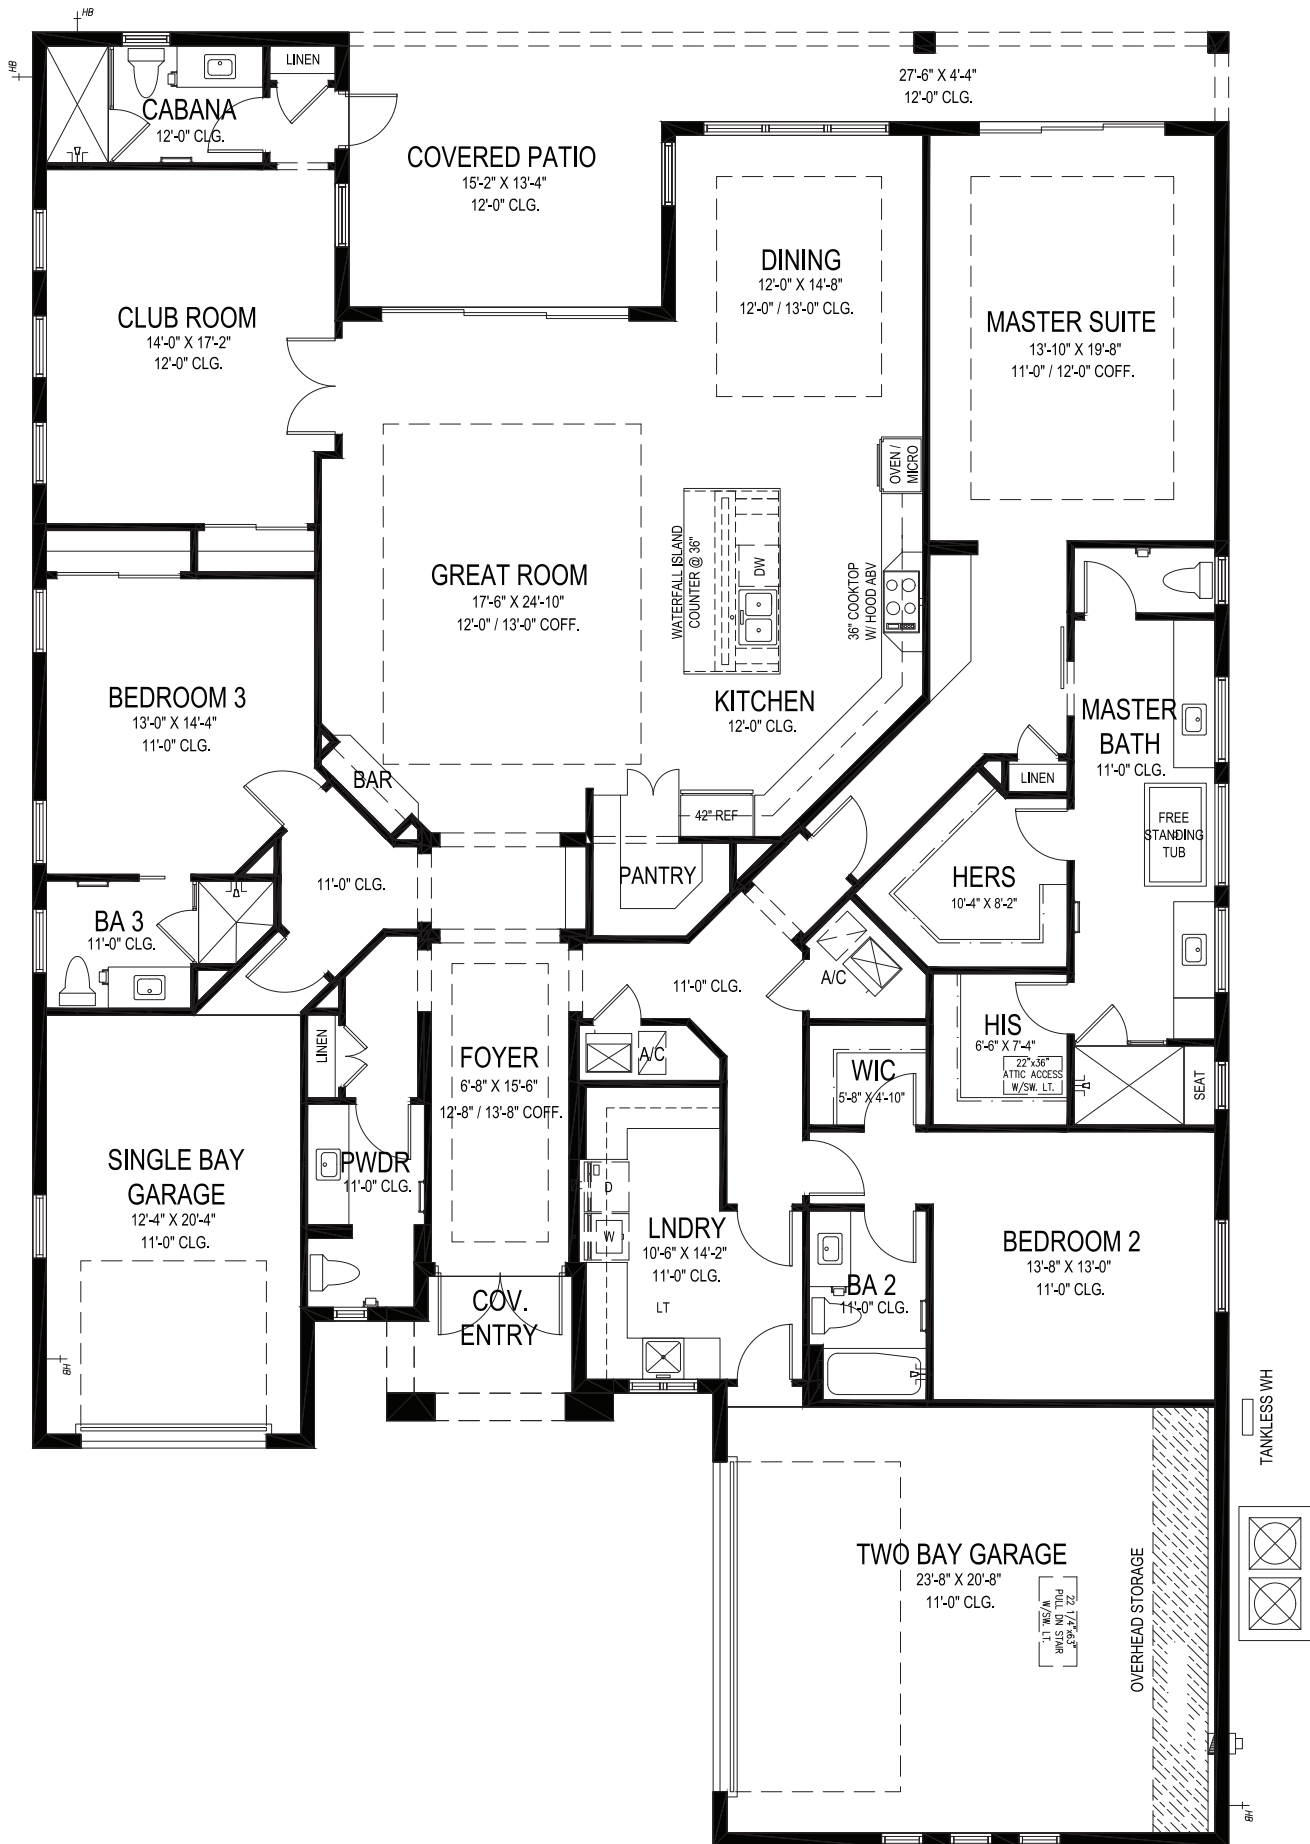 HB
HB
LINEN
CABANA
12'-0" CLG.
27'-6" X 4'-4"
12'-0" CLG.
COVERED PATIO
15'-2" X 13'-4"
12'-0" CLG.
DINING
12'-0" X 14'-8"
12'-0" / 13'-0" CLG.
CLUB ROOM
14'-0" X 17'-2"
12'-0" CLG.
MASTER SUITE
13'-10" X 19'-8"
11'-0" / 12'-0" COFF.
OVEN /
MICRO
WATERFALL ISLAND
COUNTER @ 36"
DW
36" COOKTOP
W/ HOOD ABV
GREAT ROOM
17'-6" X 24'-10"
12'-0" / 13'-0" COFF.
KITCHEN
12'-0" CLG.
BEDROOM 3
13'-0" X 14'-4"
11'-0" CLG.
MASTER
BATH
11'-0" CLG.
BAR
LINEN
42" REF
FREE
STANDING
TUB
PANTRY
HERS
10'-4" X 8'-2"
11'-0" CLG.
BA 3
11'-0" CLG.
A/C
11'-0" CLG.
HIS
6'-6" X 7'-4"
22"x36"
ATTIC ACCESS
W/SW. LT.
LINEN
FOYER
6'-8" X 15'-6"
12'-8" / 13'-8" COFF.
A/C
WIC
5'-8" X 4'-10"
SEAT
SINGLE BAY
GARAGE
12'-4" X 20'-4"
11'-0" CLG.
PWDR
11'-0" CLG.
D
W
LNDRY
10'-6" X 14'-2"
11'-0" CLG.
LT
BEDROOM 2
13'-8" X 13'-0"
11'-0" CLG.
BA 2
11'-0" CLG.
COV.
ENTRY
HB
TANKLESS WH
TWO BAY GARAGE
23'-8" X 20'-8"
11'-0" CLG.
22 1/4"x63"
PULL DN STAIR
W/SW. LT.
OVERHEAD STORAGE
HB